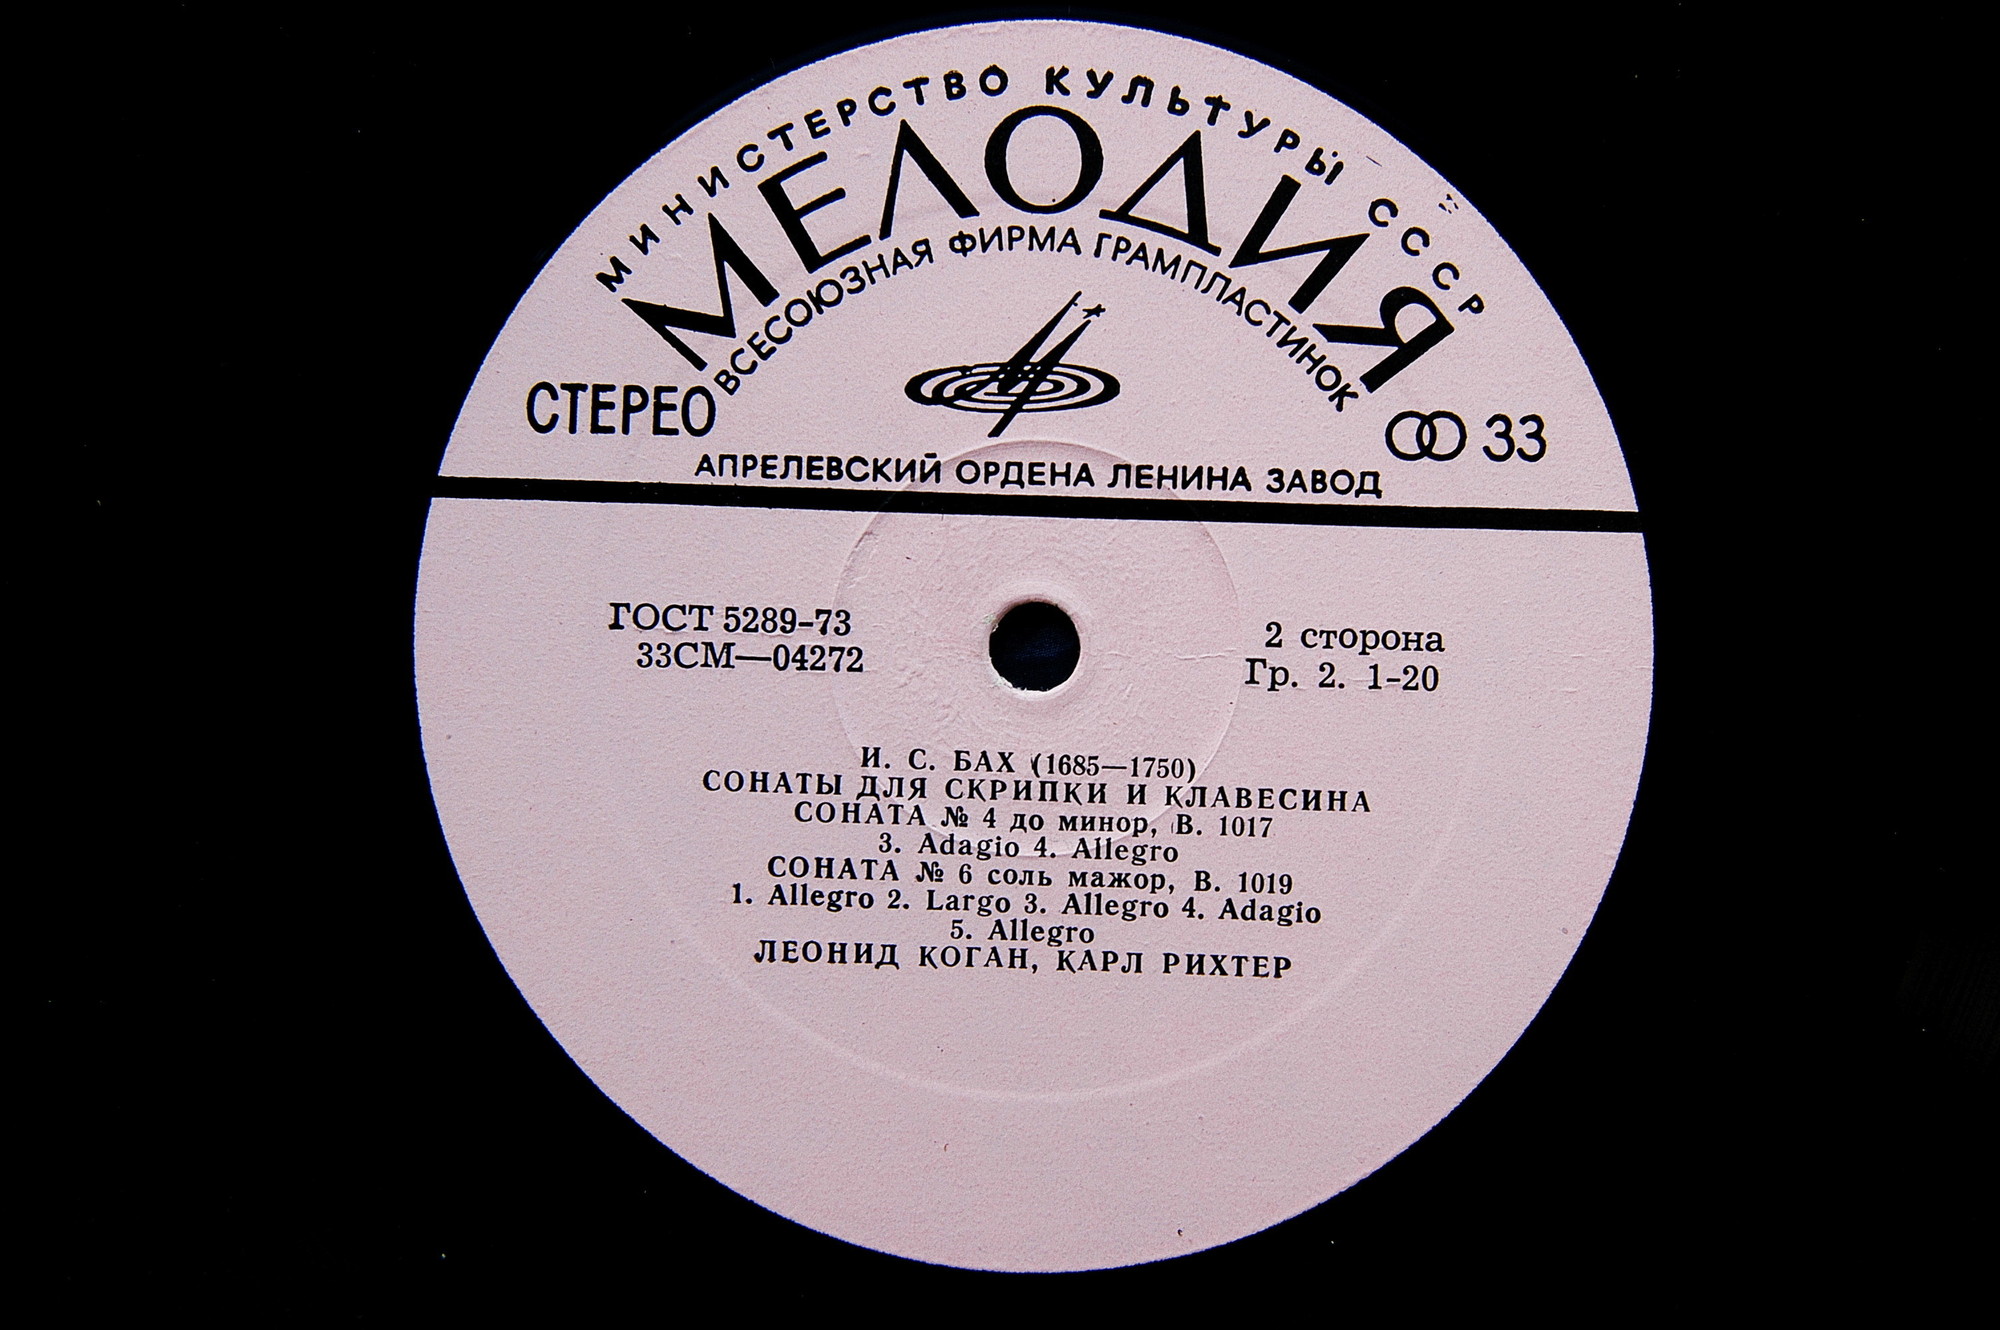 МИНИСТЕРСТВО КУЛЬТУРЫ СССР
МЕЛОДИЯ
ВСЕСОЮЗНАЯ ФИРМА ГРАМПЛАСТИНОК
СТЕРЕО
33
АПРЕЛЕВСКИЙ ОРДЕНА ЛЕНИНА ЗАВОД
ГОСТ 5289-73
33СМ—04272
2 сторона
Гр. 2. 1-20
И. С. БАХ (1685—1750)
СОНАТЫ ДЛЯ СКРИПКИ И КЛАВЕСИНА
СОНАТА № 4 до минор, В. 1017
3. Adagio 4. Allegro
СОНАТА № 6 соль мажор, В. 1019
1. Allegro 2. Largo 3. Allegro 4. Adagio
5. Allegro
ЛЕОНИД КОГАН, КАРЛ РИХТЕР